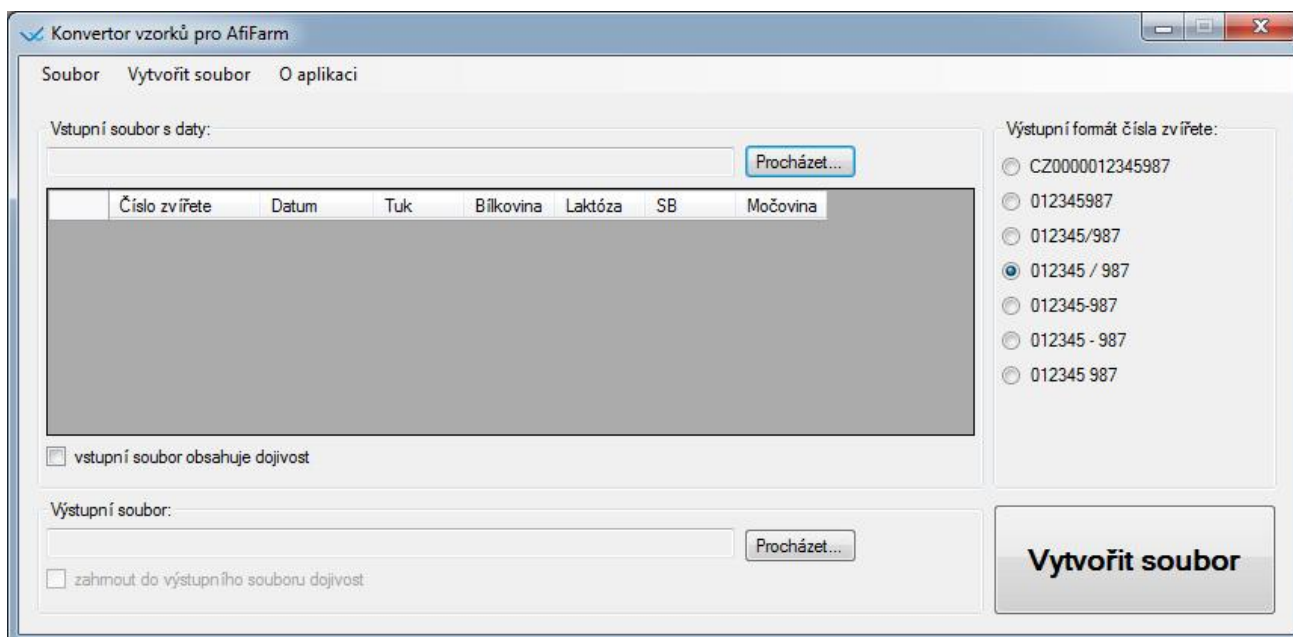 Konvertor vzorků pro AfiFarm
Soubor Vytvořit soubor O aplikaci
Vstupní soubor s daty:
Procházet...
Číslo zvířete Datum Tuk Bílkovina Laktóza SB Močovina
vstupní soubor obsahuje dojivost
Výstupní soubor:
Procházet...
zahrnout do výstupního souboru dojivost
Výstupní formát čísla zvířete:
CZ0000012345987
012345987
012345/987
012345 / 987
012345-987
012345 - 987
012345 987
Vytvořit soubor